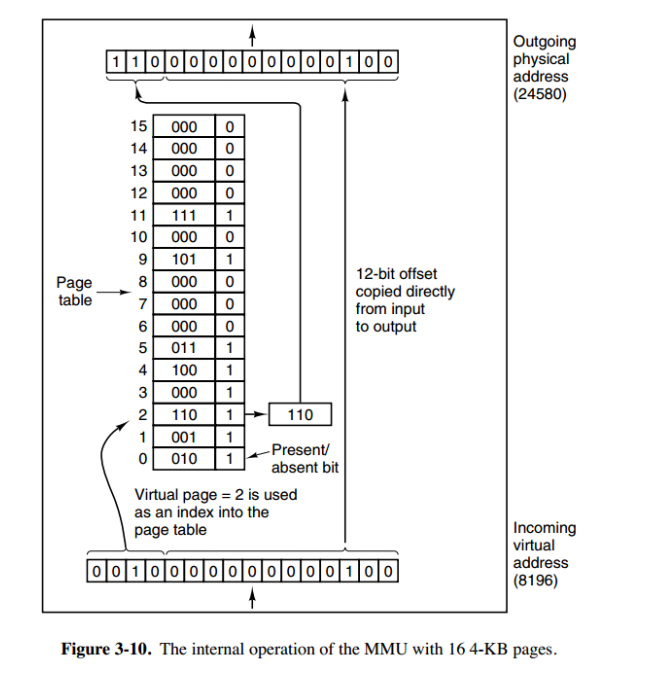 Outgoing
physical
address
(24580)
1 1 0 0 0 0 0 0 0 0 0 0 1 0 0
15 000 0
14 000 0
13 000 0
12 000 0
11 111 1
10 000 0
9 101 1
8 000 0
7 000 0
6 000 0
5 011 1
4 100 1
3 000 1
2 110 1
1 001 1
0 010 1
Page
table
110
12-bit offset
copied directly
from input
to output
Present/
absent bit
Virtual page = 2 is used
as an index into the
page table
0 0 1 0 0 0 0 0 0 0 0 0 0 1 0 0
Incoming
virtual
address
(8196)
Figure 3-10. The internal operation of the MMU with 16 4-KB pages.